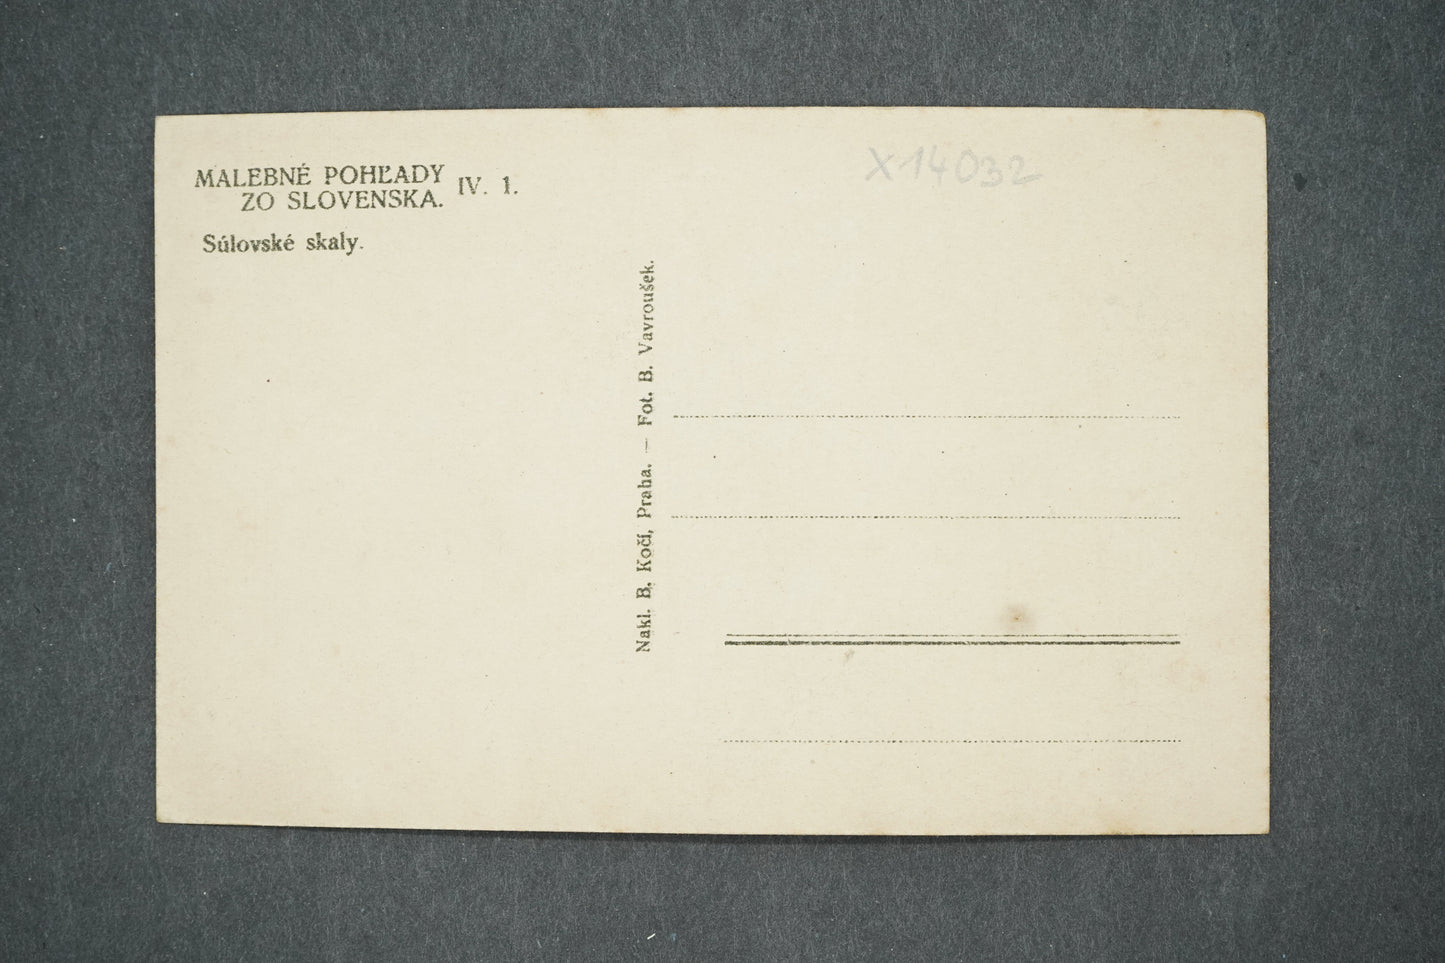 MALEBNÉ POHĽADY
ZO SLOVENSKA. IV. 1.
Súlovské skaly.
X14032
Nakl. B. Kočí, Praha. — Fot. B. Vavroušek.